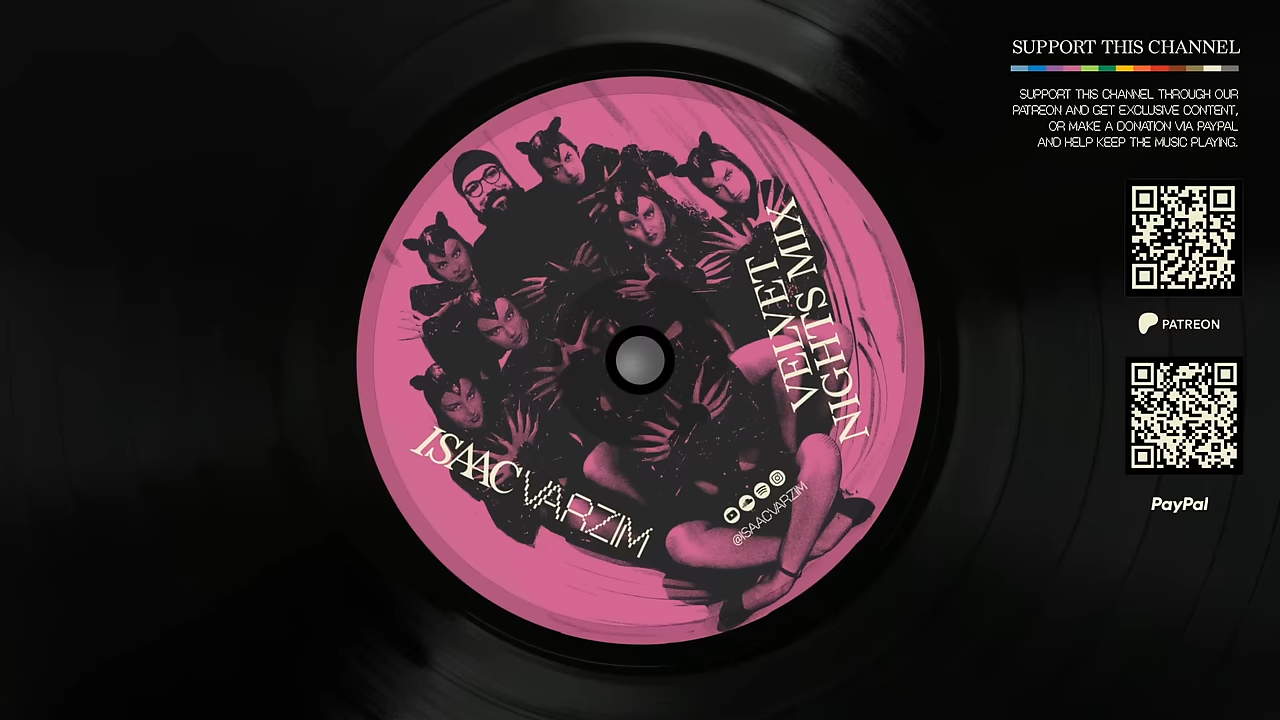 SUPPORT THIS CHANNEL
SUPPORT THIS CHANNEL THROUGH OUR
PATREON AND GET EXCLUSIVE CONTENT,
OR MAKE A DONATION VIA PAYPAL
AND HELP KEEP THE MUSIC PLAYING.
PATREON
PayPal
VELVET
NIGHTS MIX
ISAAC VARZIM
@ISAACVARZIM